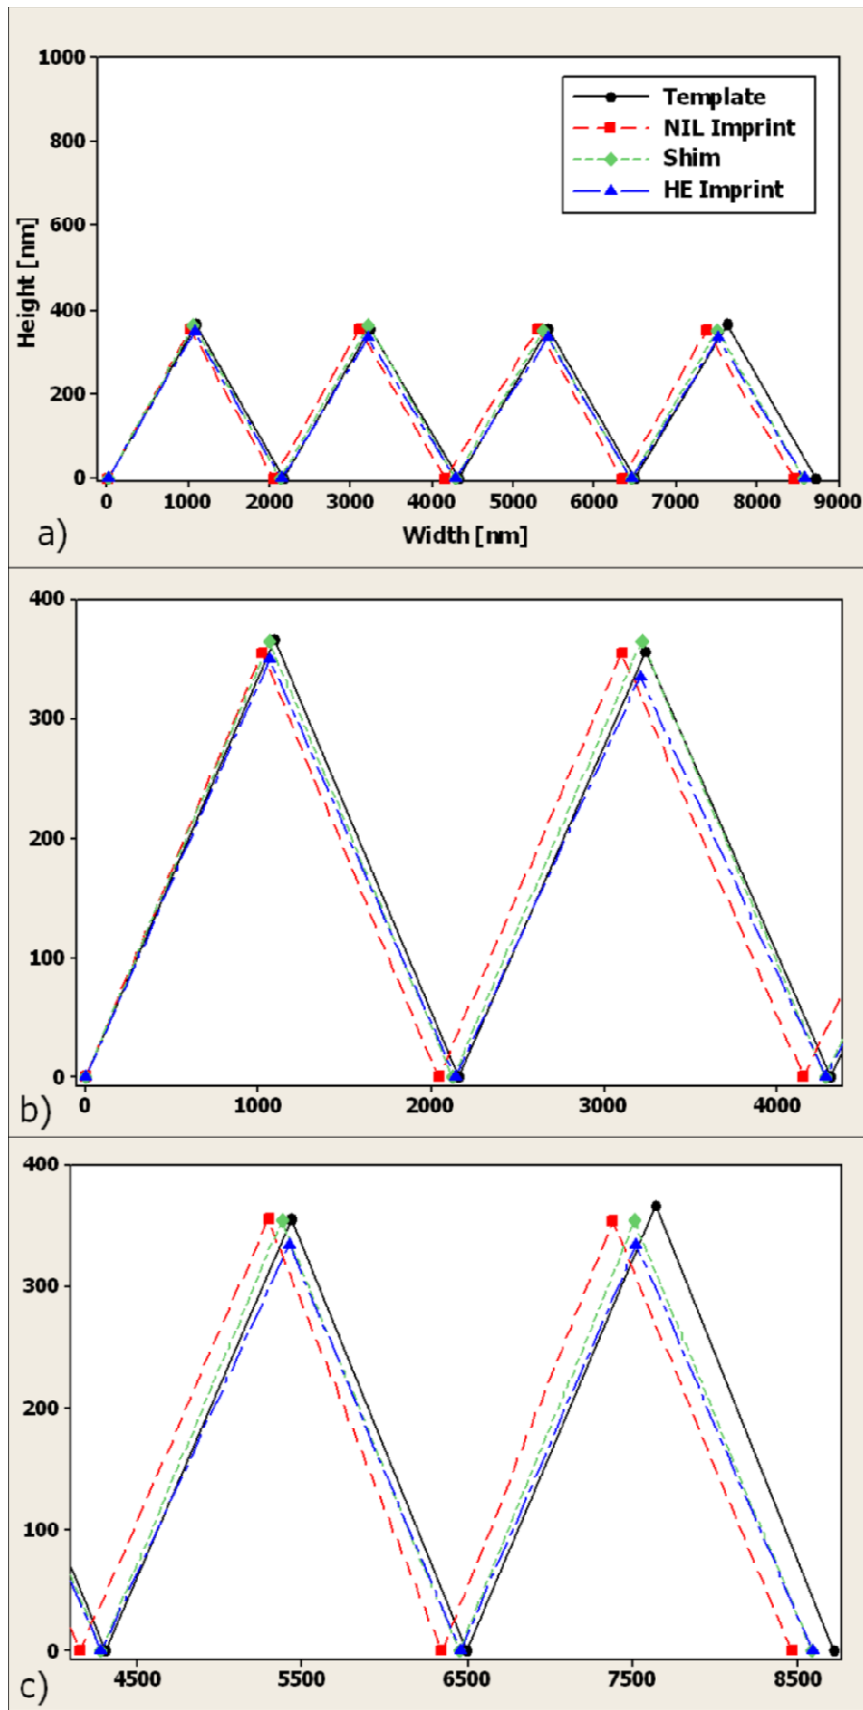 1000
800
600
400
200
0
Height [nm]
Template
NIL Imprint
Shim
HE Imprint
0 1000 2000 3000 4000 5000 6000 7000 8000 9000
Width [nm]
a)
400
300
200
100
0
0 1000 2000 3000 4000
b)
400
300
200
100
0
4500 5500 6500 7500 8500
c)